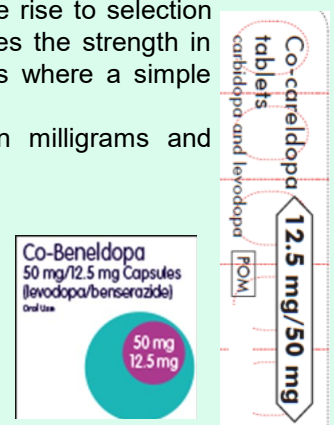 e rise to selection
es the strength in
s where a simple
n milligrams and
Co-Beneldopa
50 mg/12.5 mg Capsules
(levodopa/benserazide)
Oral Use
50 mg
12.5 mg
Co-careldopa
tablets
carbidopa and levodopa
POM
12.5 mg/50 mg